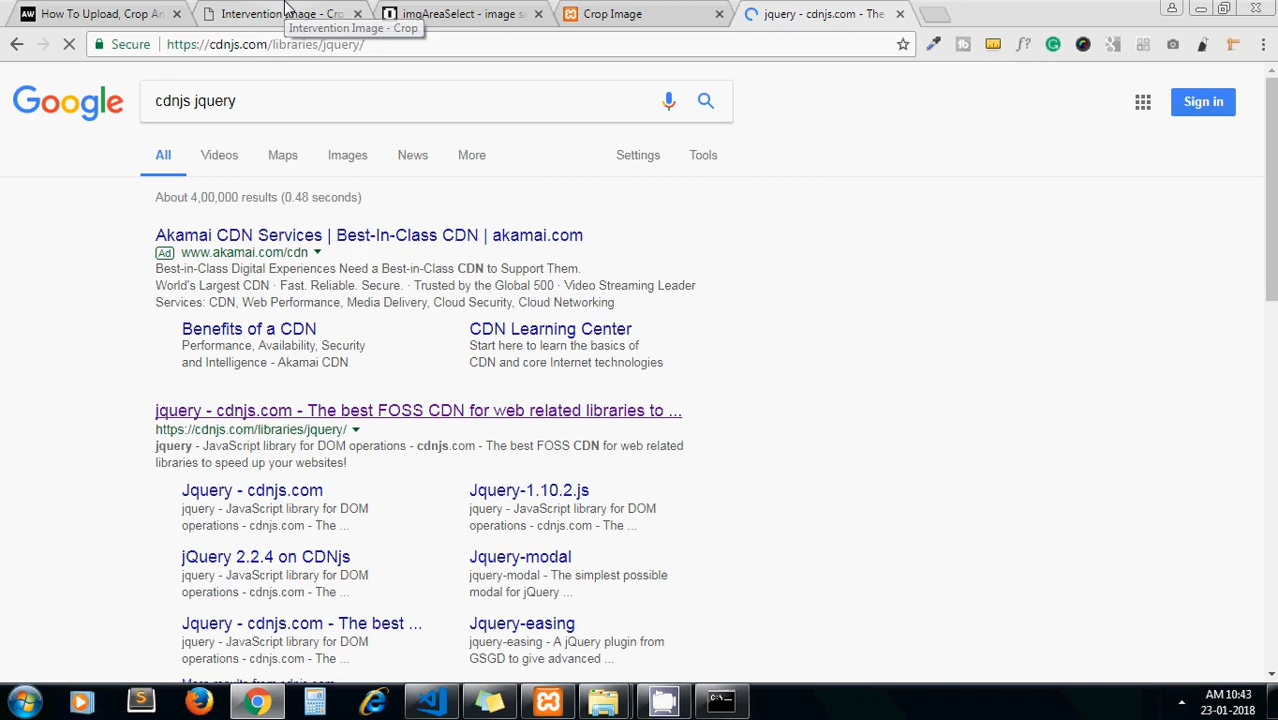 How To Upload, Crop An
Intervention Image - Cro
imgAreaSelect - image se
Crop Image
jquery - cdnjs.com - The
Intervention Image - Crop
Secure
https://cdnjs.com/libraries/jquery/
Google
cdnjs jquery
Sign in
All
Videos
Maps
Images
News
More
Settings
Tools
About 4,00,000 results (0.48 seconds)
Akamai CDN Services | Best-In-Class CDN | akamai.com
Ad www.akamai.com/cdn
Best-in-Class Digital Experiences Need a Best-in-Class CDN to Support Them.
World's Largest CDN · Fast. Reliable. Secure. · Trusted by the Global 500 · Video Streaming Leader
Services: CDN, Web Performance, Media Delivery, Cloud Security, Cloud Networking
Benefits of a CDN
Performance, Availability, Security
and Intelligence - Akamai CDN
CDN Learning Center
Start here to learn the basics of
CDN and core Internet technologies
jquery - cdnjs.com - The best FOSS CDN for web related libraries to ...
https://cdnjs.com/libraries/jquery/
jquery - JavaScript library for DOM operations - cdnjs.com - The best FOSS CDN for web related
libraries to speed up your websites!
Jquery - cdnjs.com
jquery - JavaScript library for DOM
operations - cdnjs.com - The ...
Jquery-1.10.2.js
jquery - JavaScript library for DOM
operations - cdnjs.com - The ...
jQuery 2.2.4 on CDNjs
jquery - JavaScript library for DOM
operations - cdnjs.com - The ...
Jquery-modal
jquery-modal - The simplest possible
modal for jQuery ...
Jquery - cdnjs.com - The best ...
jquery - JavaScript library for DOM
operations - cdnjs.com - The ...
Jquery-easing
jquery-easing - A jQuery plugin from
GSGD to give advanced ...
More results from cdnjs.com
AM 10:43
23-01-2018